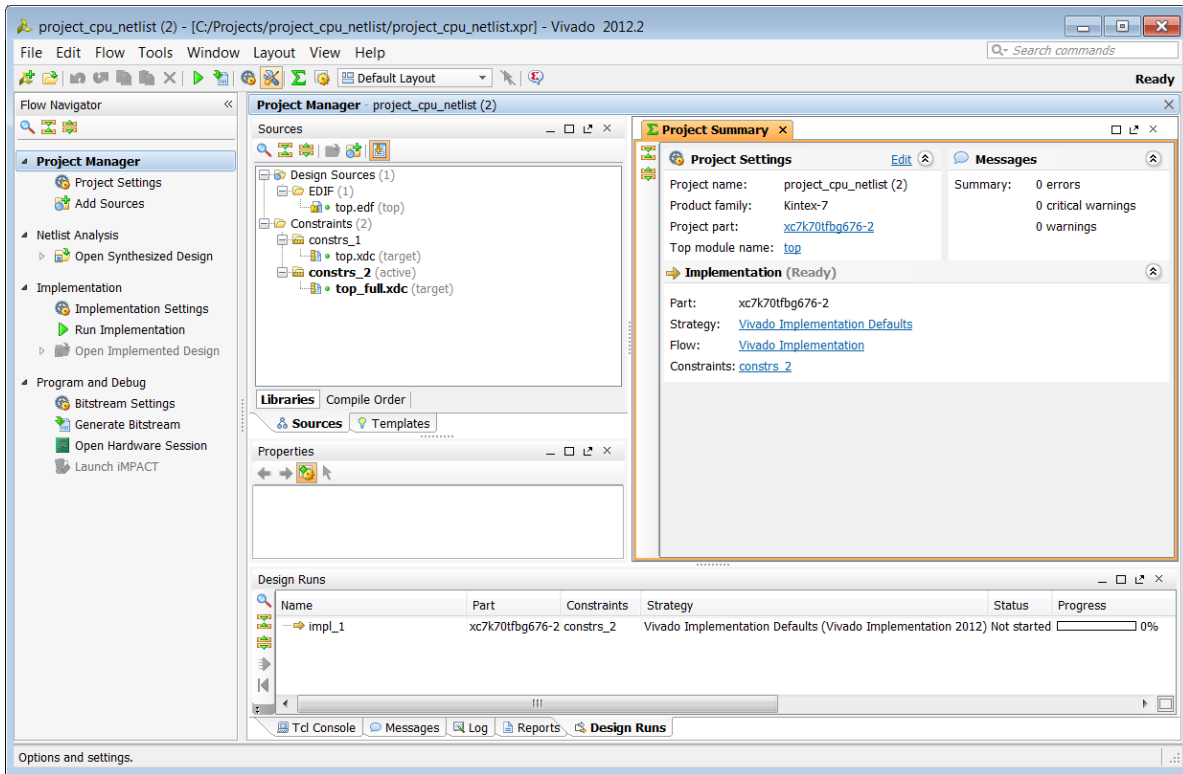 project_cpu_netlist (2) - [C:/Projects/project_cpu_netlist/project_cpu_netlist.xpr] - Vivado 2012.2
File Edit Flow Tools Window Layout View Help
Search commands
Default Layout
Ready
Flow Navigator
Project Manager
Project Settings
Add Sources
Netlist Analysis
Open Synthesized Design
Implementation
Implementation Settings
Run Implementation
Open Implemented Design
Program and Debug
Bitstream Settings
Generate Bitstream
Open Hardware Session
Launch iMPACT
Project Manager - project_cpu_netlist (2)
Sources
Design Sources (1)
EDIF (1)
top.edf (top)
Constraints (2)
constrs_1
top.xdc (target)
constrs_2 (active)
top_full.xdc (target)
Libraries Compile Order
Sources Templates
Properties
Σ Project Summary
Project Settings Edit
Project name: project_cpu_netlist (2)
Product family: Kintex-7
Project part: xc7k70tfbg676-2
Top module name: top
Messages
Summary: 0 errors
0 critical warnings
0 warnings
Implementation (Ready)
Part: xc7k70tfbg676-2
Strategy: Vivado Implementation Defaults
Flow: Vivado Implementation
Constraints: constrs_2
Design Runs
Name Part Constraints Strategy Status Progress
impl_1 xc7k70tfbg676-2 constrs_2 Vivado Implementation Defaults (Vivado Implementation 2012) Not started 0%
Tcl Console Messages Log Reports Design Runs
Options and settings.